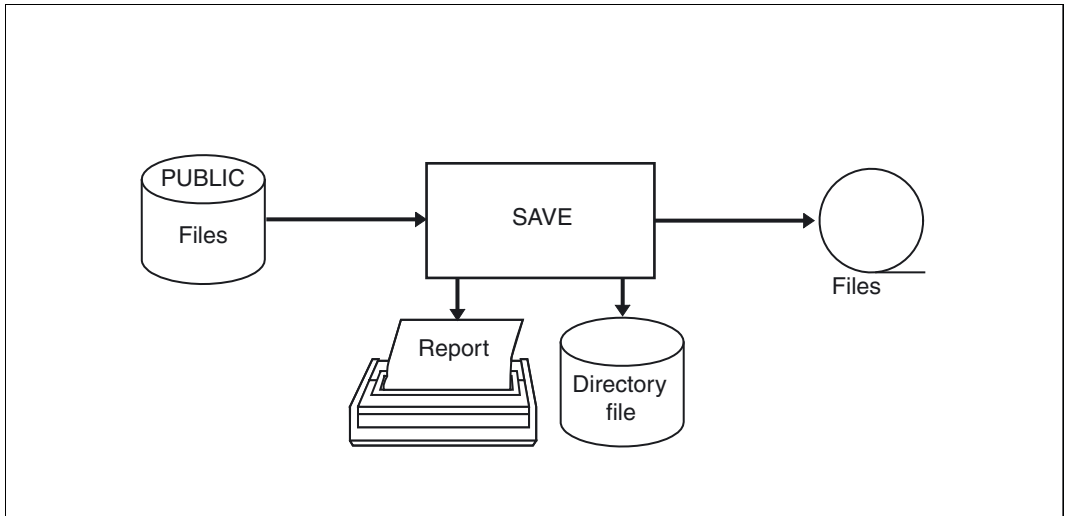 PUBLIC
Files
SAVE
Files
Report
Directory
file